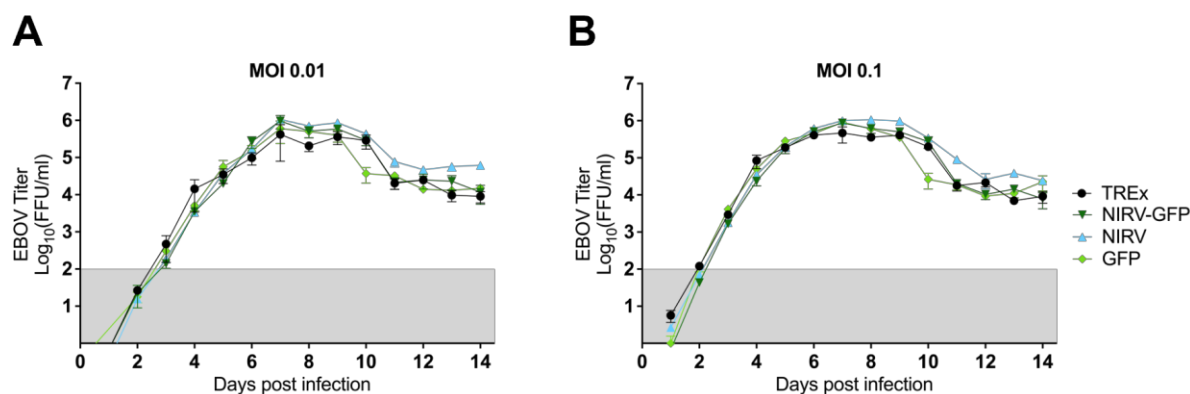 A
B
MOI 0.01
MOI 0.1
EBOV Titer
Log10(FFU/ml)
7
6
5
4
3
2
1
0 2 4 6 8 10 12 14
Days post infection
EBOV Titer
Log10(FFU/ml)
7
6
5
4
3
2
1
0 2 4 6 8 10 12 14
Days post infection
TREx
NIRV-GFP
NIRV
GFP